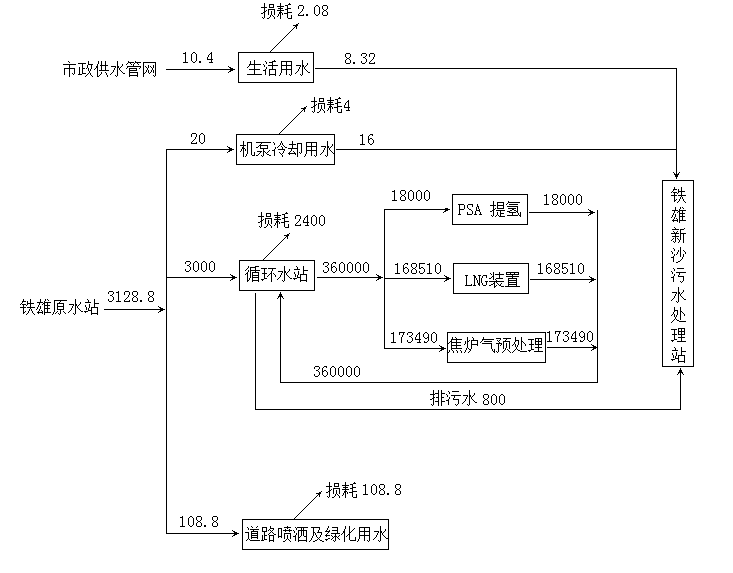 损耗2.08
市政供水管网
10.4
生活用水
8.32
损耗4
20
机泵冷却用水
16
铁雄新沙污水处理站
18000
PSA 提氢
18000
损耗 2400
3000
循环水站
360000
168510
LNG装置
168510
铁雄原水站
3128.8
173490
焦炉气预处理
173490
360000
排污水 800
损耗 108.8
108.8
道路喷洒及绿化用水